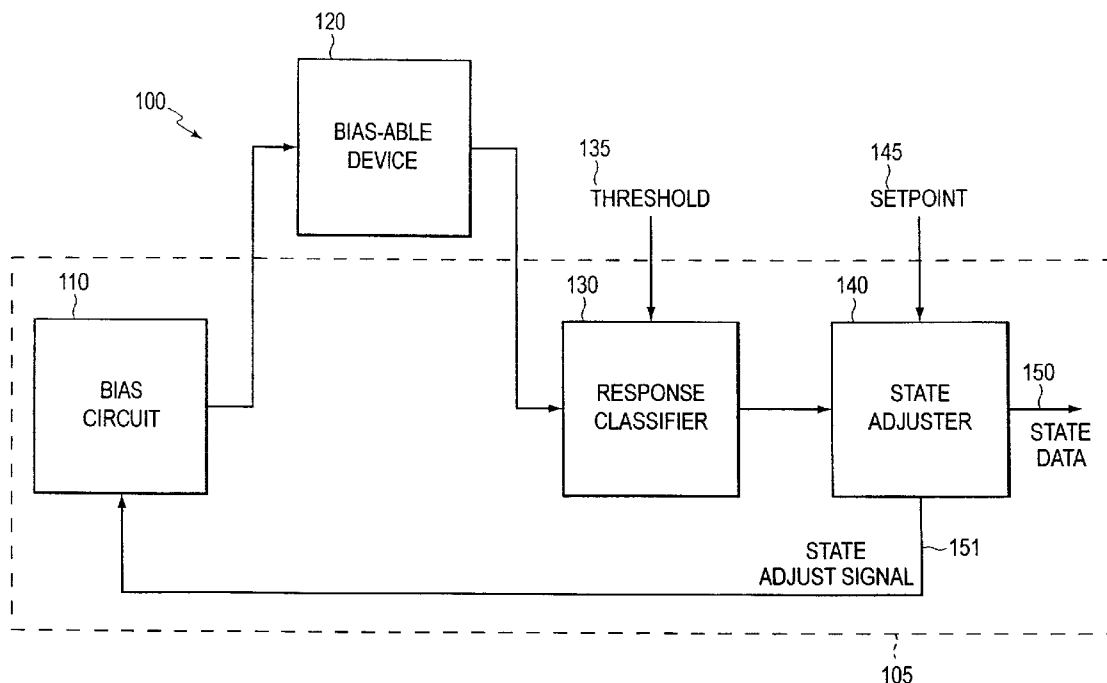 120
100
BIAS-ABLE
DEVICE
135
THRESHOLD
145
SETPOINT
110
BIAS
CIRCUIT
130
RESPONSE
CLASSIFIER
140
STATE
ADJUSTER
150
STATE
DATA
STATE
ADJUST SIGNAL
151
105